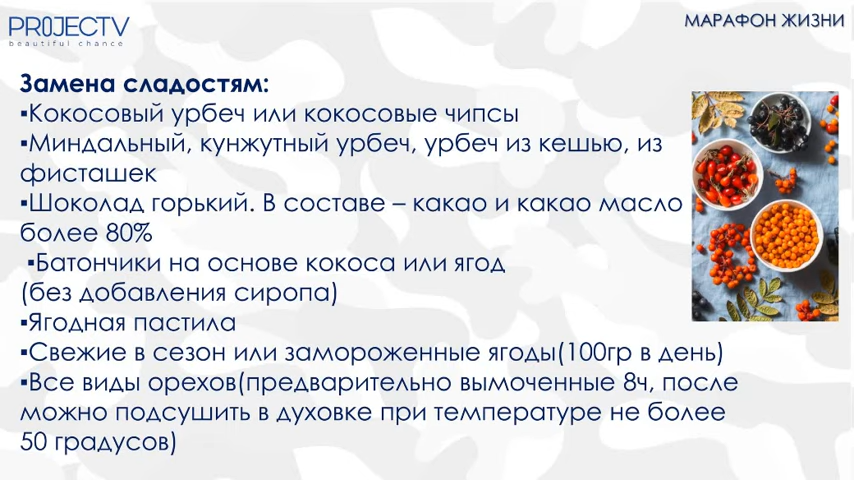 PROJECTV
beautiful chance
МАРАФОН ЖИЗНИ
Замена сладостям:
▪Кокосовый урбеч или кокосовые чипсы
▪Миндальный, кунжутный урбеч, урбеч из кешью, из
фисташек
▪Шоколад горький. В составе – какао и какао масло
более 80%
▪Батончики на основе кокоса или ягод
(без добавления сиропа)
▪Ягодная пастила
▪Свежие в сезон или замороженные ягоды(100гр в день)
▪Все виды орехов(предварительно вымоченные 8ч, после
можно подсушить в духовке при температуре не более
50 градусов)